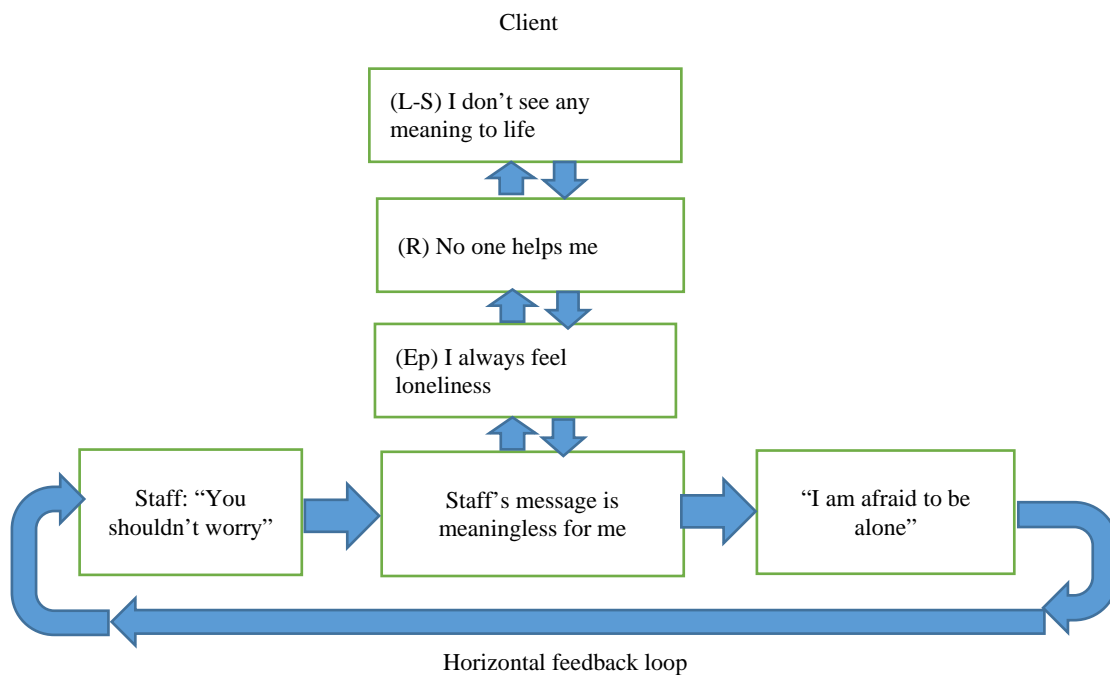 Client
(L-S) I don’t see any
meaning to life
(R) No one helps me
(Ep) I always feel
loneliness
Staff: “You
shouldn’t worry”
Staff’s message is
meaningless for me
“I am afraid to be
alone”
Horizontal feedback loop